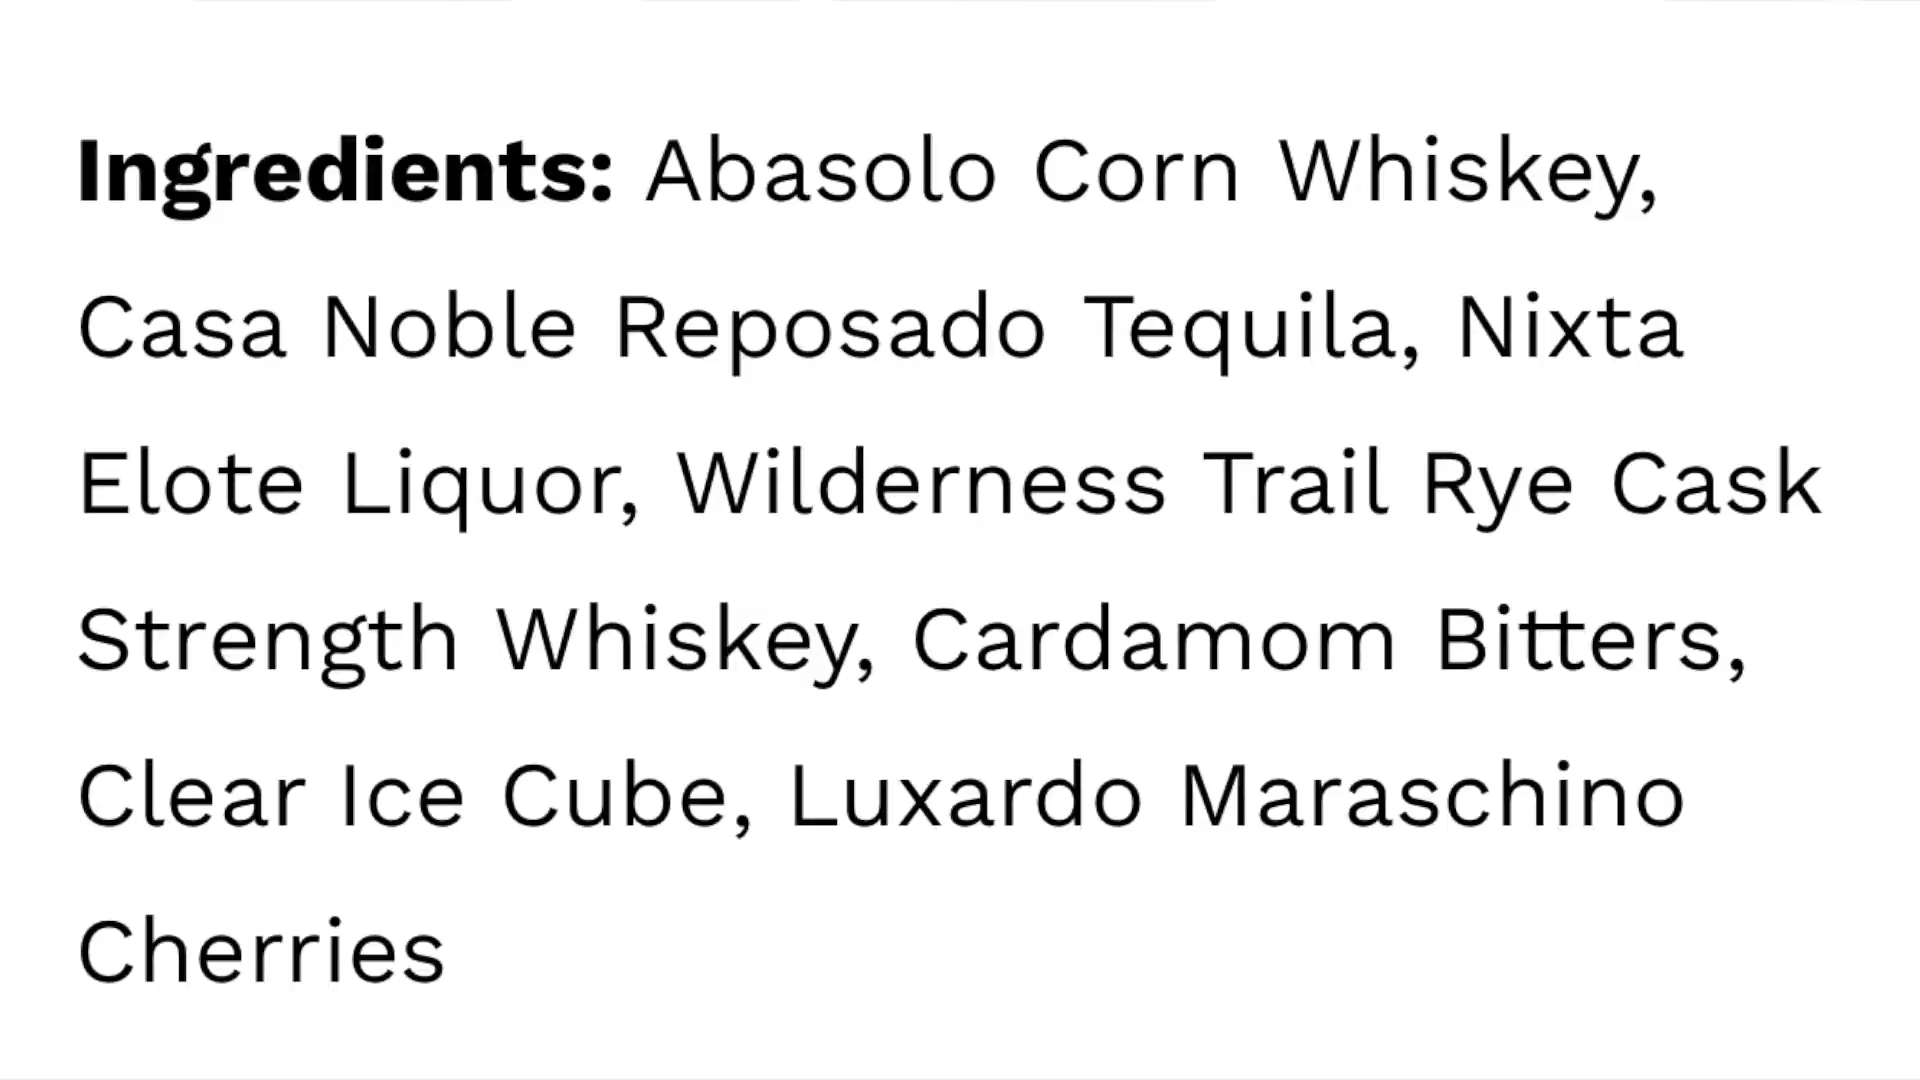 Ingredients: Abasolo Corn Whiskey,
Casa Noble Reposado Tequila, Nixta
Elote Liquor, Wilderness Trail Rye Cask
Strength Whiskey, Cardamom Bitters,
Clear Ice Cube, Luxardo Maraschino
Cherries